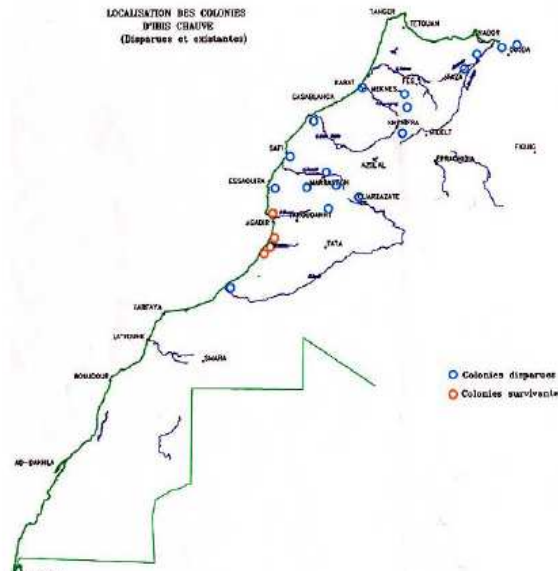 LOCALISATION DES COLONIES
D'IBIS CHAUVE
(Disparues et existantes)
TANGER
TETOUAN
NADOR
OUJDA
TAZA
FES
RABAT
MEKNES
CASABLANCA
KHENIFRA
MIDELT
SAFI
AZILAL
ERRACHIDIA
FIGUIG
ESSAOUIRA
MARRAKECH
OUARZAZATE
AGADIR
TAROUDANNT
TATA
TARFAYA
LAAYOUNE
SMARA
BOUJDOUR
AD-DAKHLA
Colonies disparues
Colonies survivante